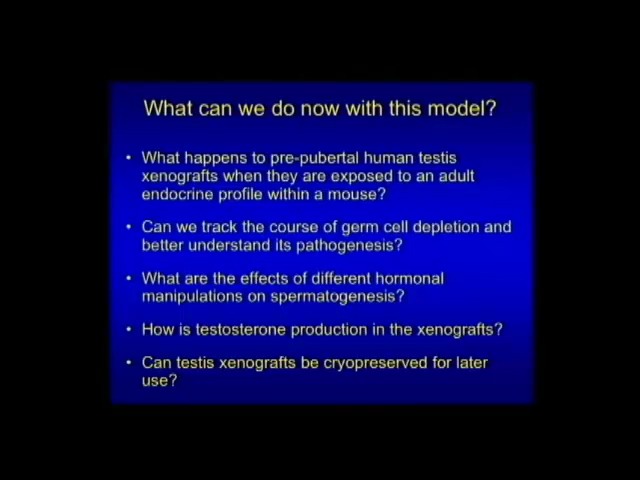 What can we do now with this model?
• What happens to pre-pubertal human testis
xenografts when they are exposed to an adult
endocrine profile within a mouse?
• Can we track the course of germ cell depletion and
better understand its pathogenesis?
• What are the effects of different hormonal
manipulations on spermatogenesis?
• How is testosterone production in the xenografts?
• Can testis xenografts be cryopreserved for later
use?